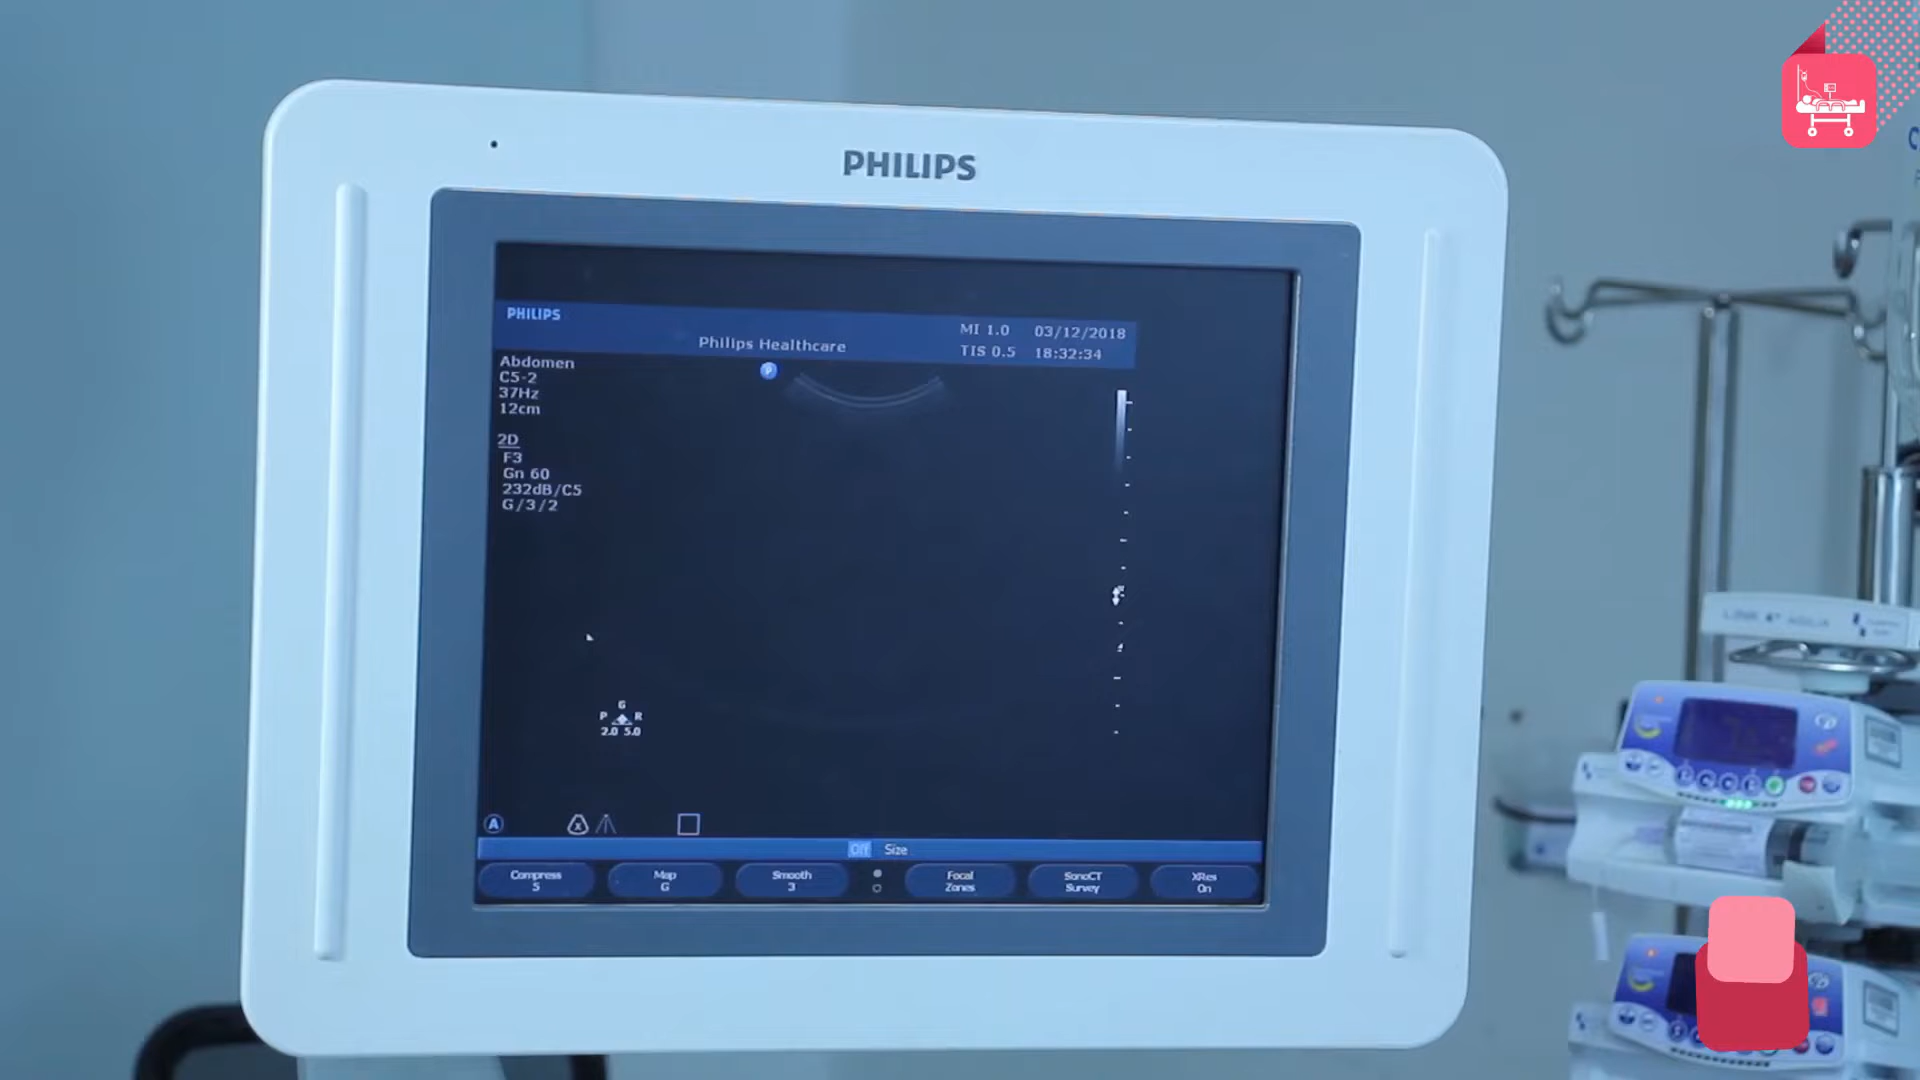 PHILIPS
PHILIPS
Philips Healthcare
MI 1.0 03/12/2018
TIS 0.5 18:32:34
Abdomen
C5-2
37Hz
12cm
2D
F3
Gn 60
232dB/C5
G/3/2
P
G
P R
2.0 5.0
A
X
Off Size
Compress
5
Map
G
Smooth
3
Focal
Zones
SonoCT
Survey
XRes
On